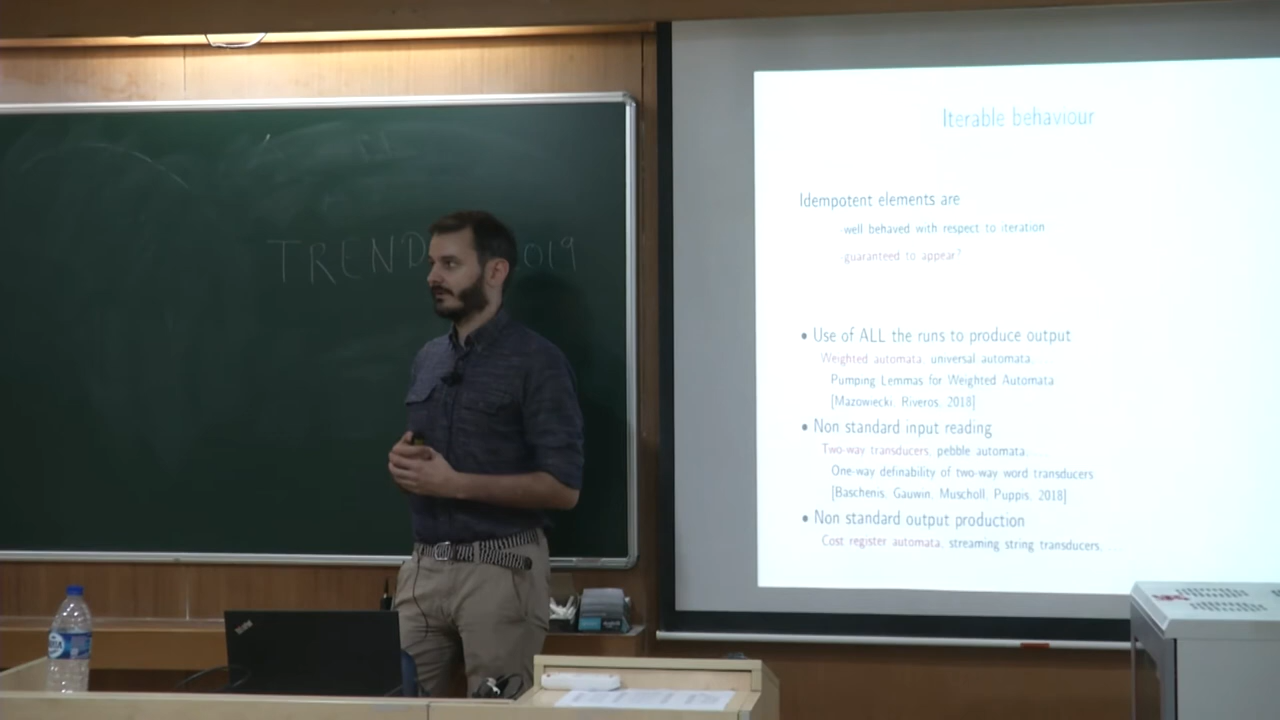 TREND 2019
Iterable behaviour
Idempotent elements are
-well behaved with respect to iteration
-guaranteed to appear?
• Use of ALL the runs to produce output
Weighted automata, universal automata...
Pumping Lemmas for Weighted Automata
[Mazowiecki, Riveros, 2018]
• Non standard input reading
Two-way transducers, pebble automata...
One-way definability of two-way word transducers
[Baschenis, Gauwin, Muscholl, Puppis, 2018]
• Non standard output production
Cost register automata, streaming string transducers...